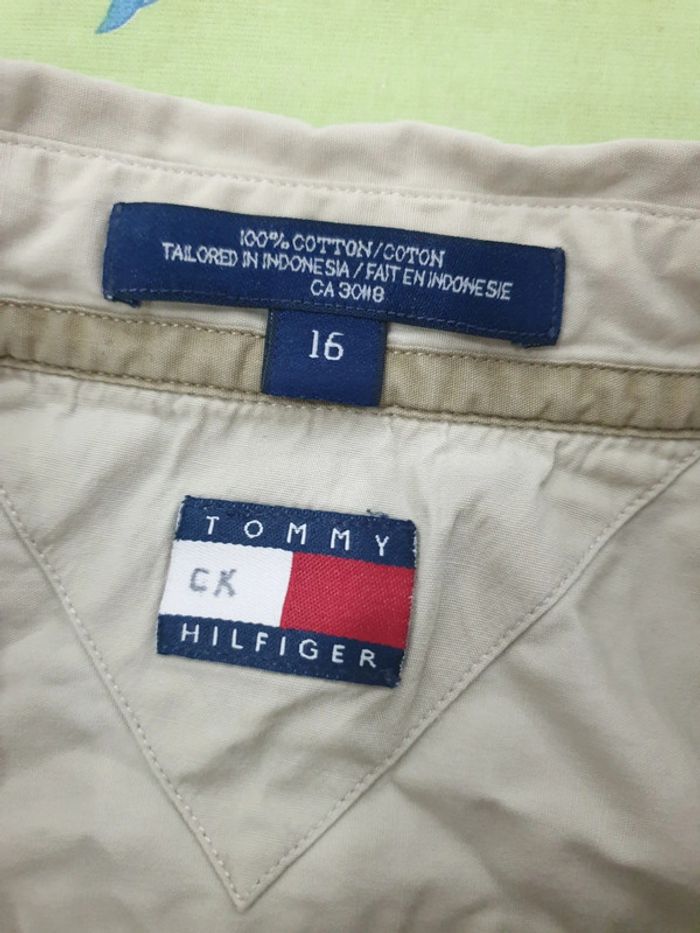 100% COTTON/COTON
TAILORED IN INDONESIA / FAIT EN INDONESIE
CA 30118
16
TOMMY
CK
HILFIGER